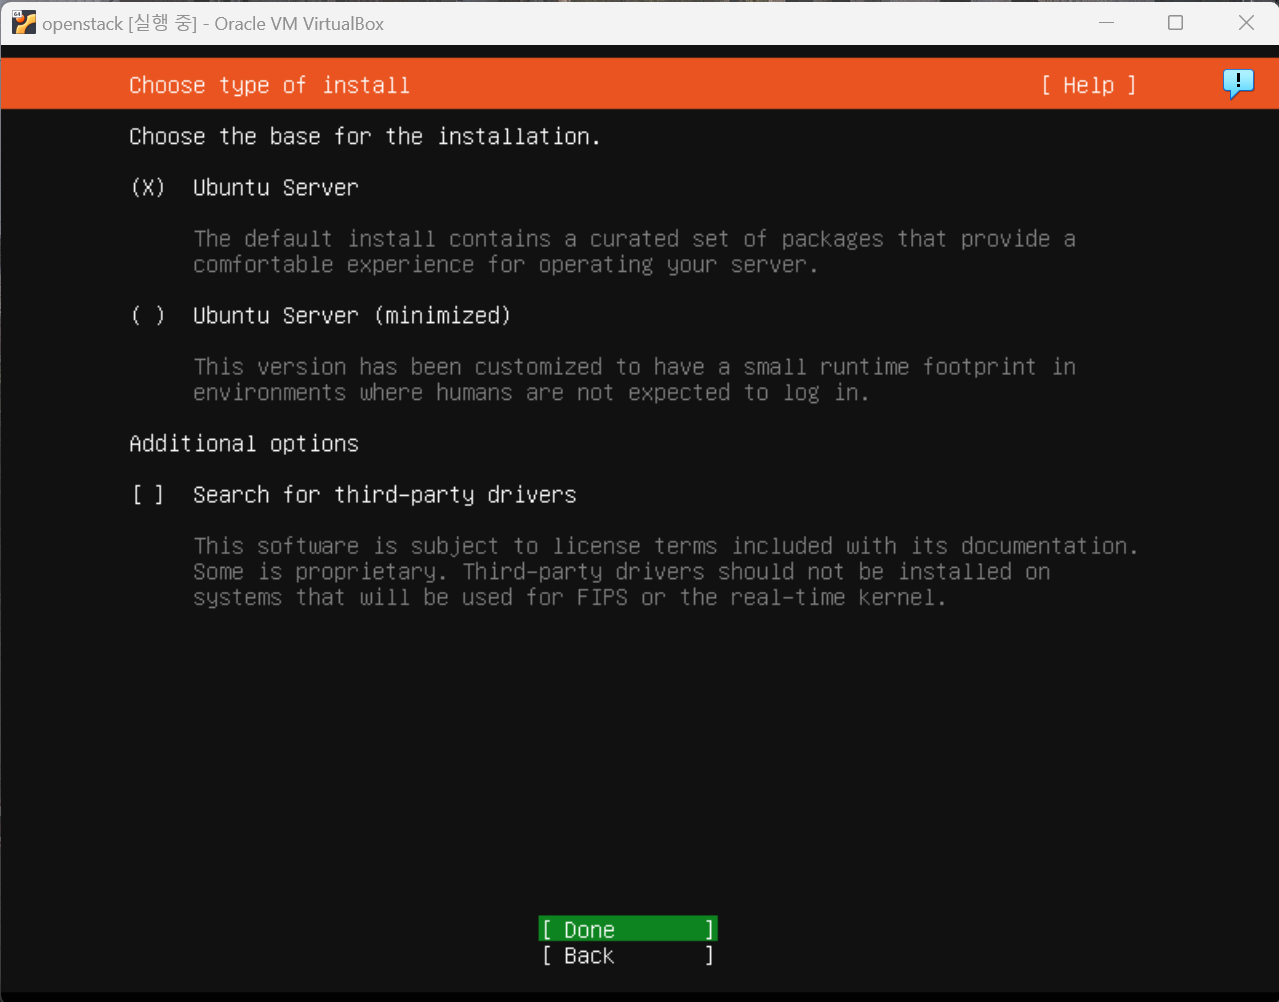 openstack [실행 중] - Oracle VM VirtualBox
Choose type of install [ Help ]
Choose the base for the installation.
(X) Ubuntu Server
The default install contains a curated set of packages that provide a
comfortable experience for operating your server.
( ) Ubuntu Server (minimized)
This version has been customized to have a small runtime footprint in
environments where humans are not expected to log in.
Additional options
[ ] Search for third-party drivers
This software is subject to license terms included with its documentation.
Some is proprietary. Third-party drivers should not be installed on
systems that will be used for FIPS or the real-time kernel.
[ Done ]
[ Back ]